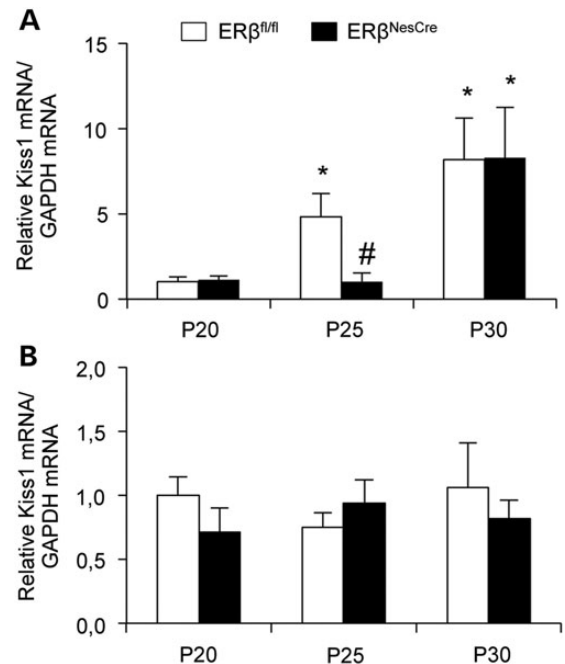 A
ERβfl/fl
ERβNesCre
Relative Kiss1 mRNA/
GAPDH mRNA
15
10
5
0
*
#
*
*
P20
P25
P30
B
Relative Kiss1 mRNA/
GAPDH mRNA
2,0
1,5
1,0
0,5
0,0
P20
P25
P30